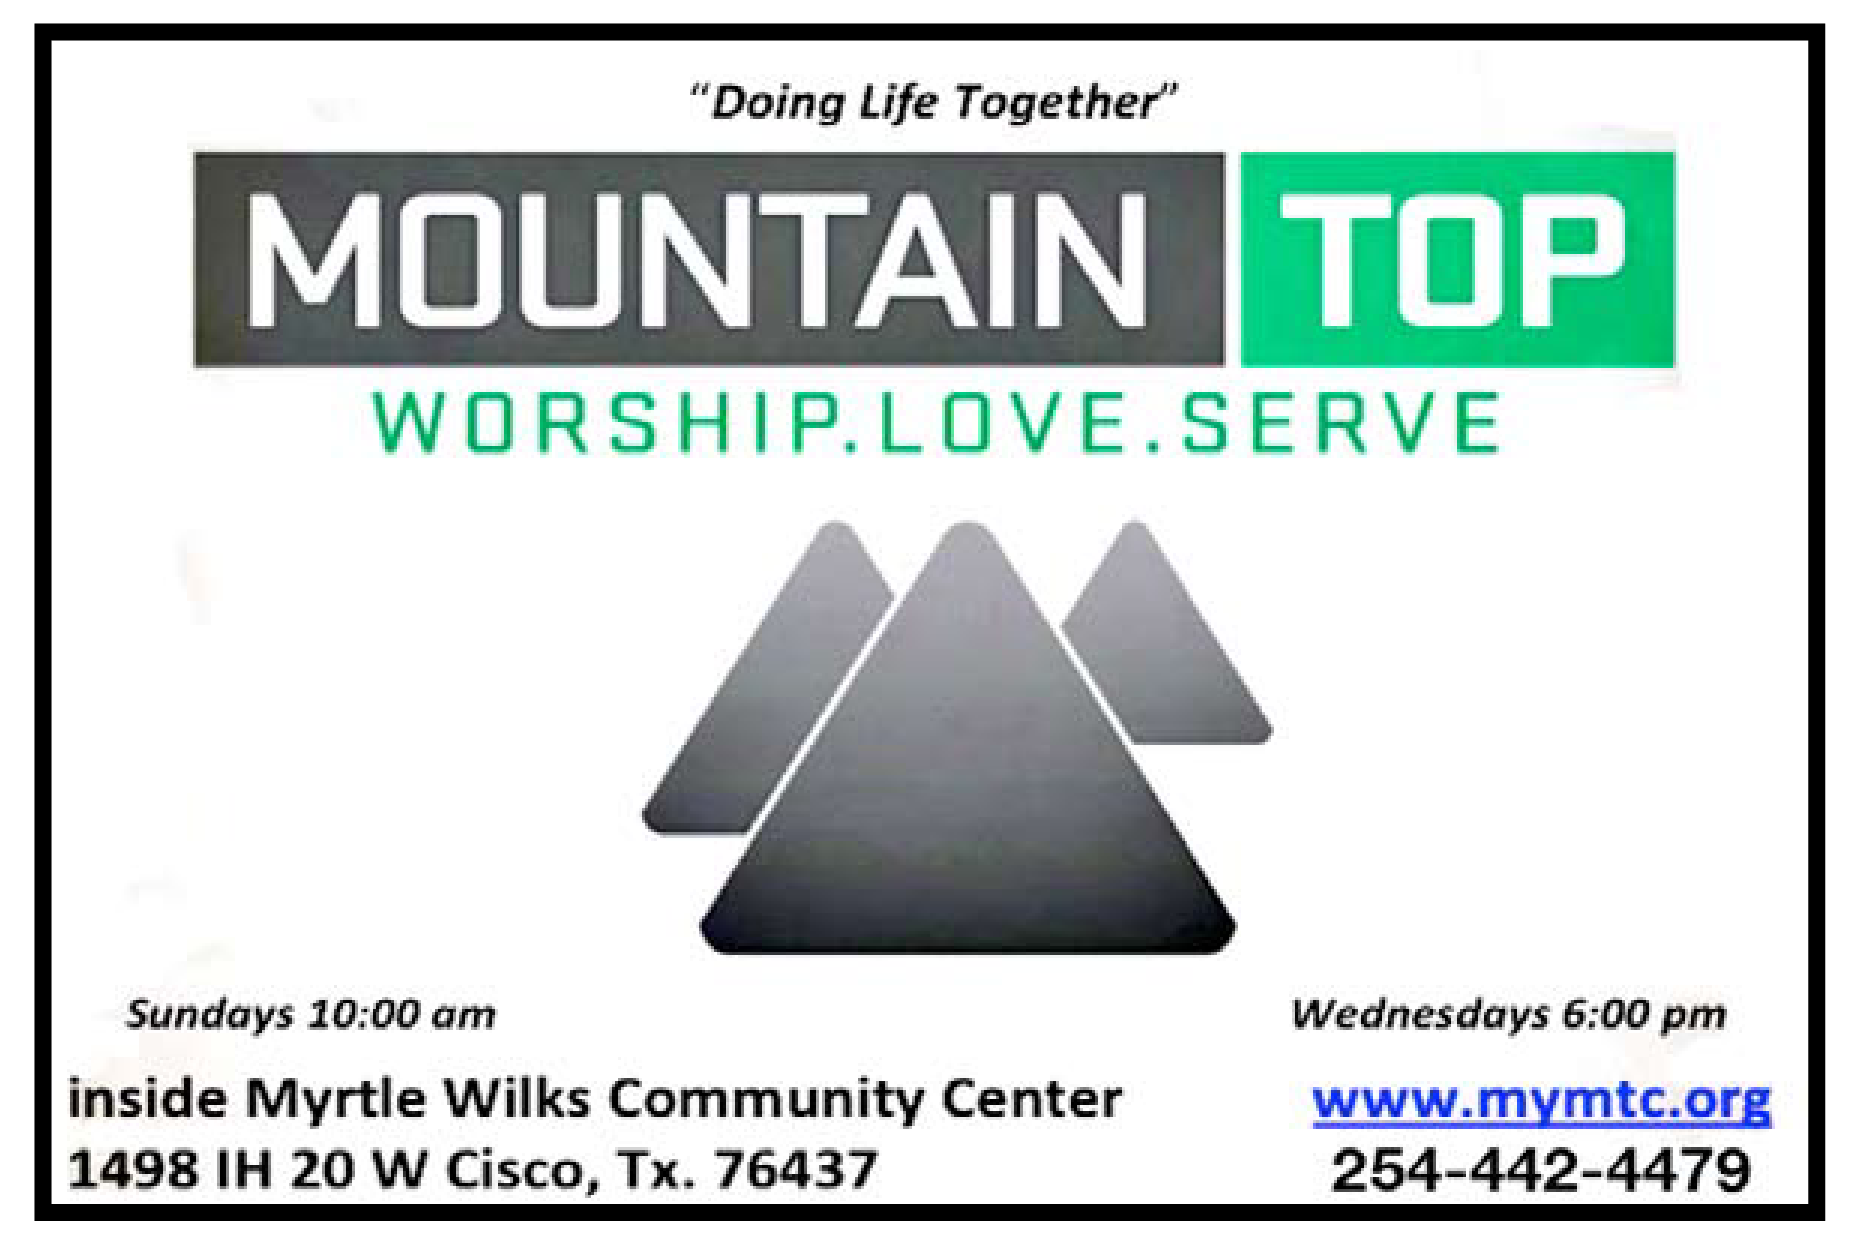 “Doing Life Together”
MOUNTAIN TOP
WORSHIP.LOVE.SERVE
Sundays 10:00 am
Wednesdays 6:00 pm
inside Myrtle Wilks Community Center
www.mymtc.org
1498 IH 20 W Cisco, Tx. 76437
254-442-4479